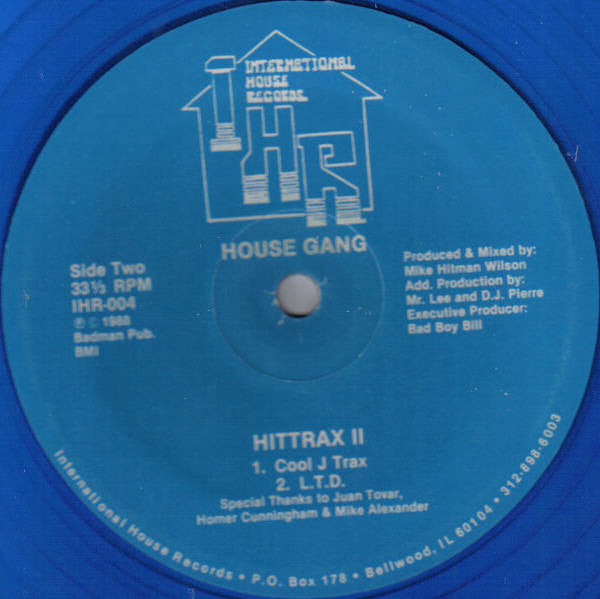 INTERNATIONAL
HOUSE
RECORDS
IHR
HOUSE GANG
Side Two
33⅓ RPM
IHR-004
℗ © 1988
Badman Pub.
BMI
Produced & Mixed by:
Mike Hitman Wilson
Add. Production by:
Mr. Lee and D.J. Pierre
Executive Producer:
Bad Boy Bill
HITTRAX II
1. Cool J Trax
2. L.T.D.
Special Thanks to Juan Tovar,
Homer Cunningham & Mike Alexander
International House Records • P.O. Box 178 • Bellwood, IL 60104 • 312-898-6003